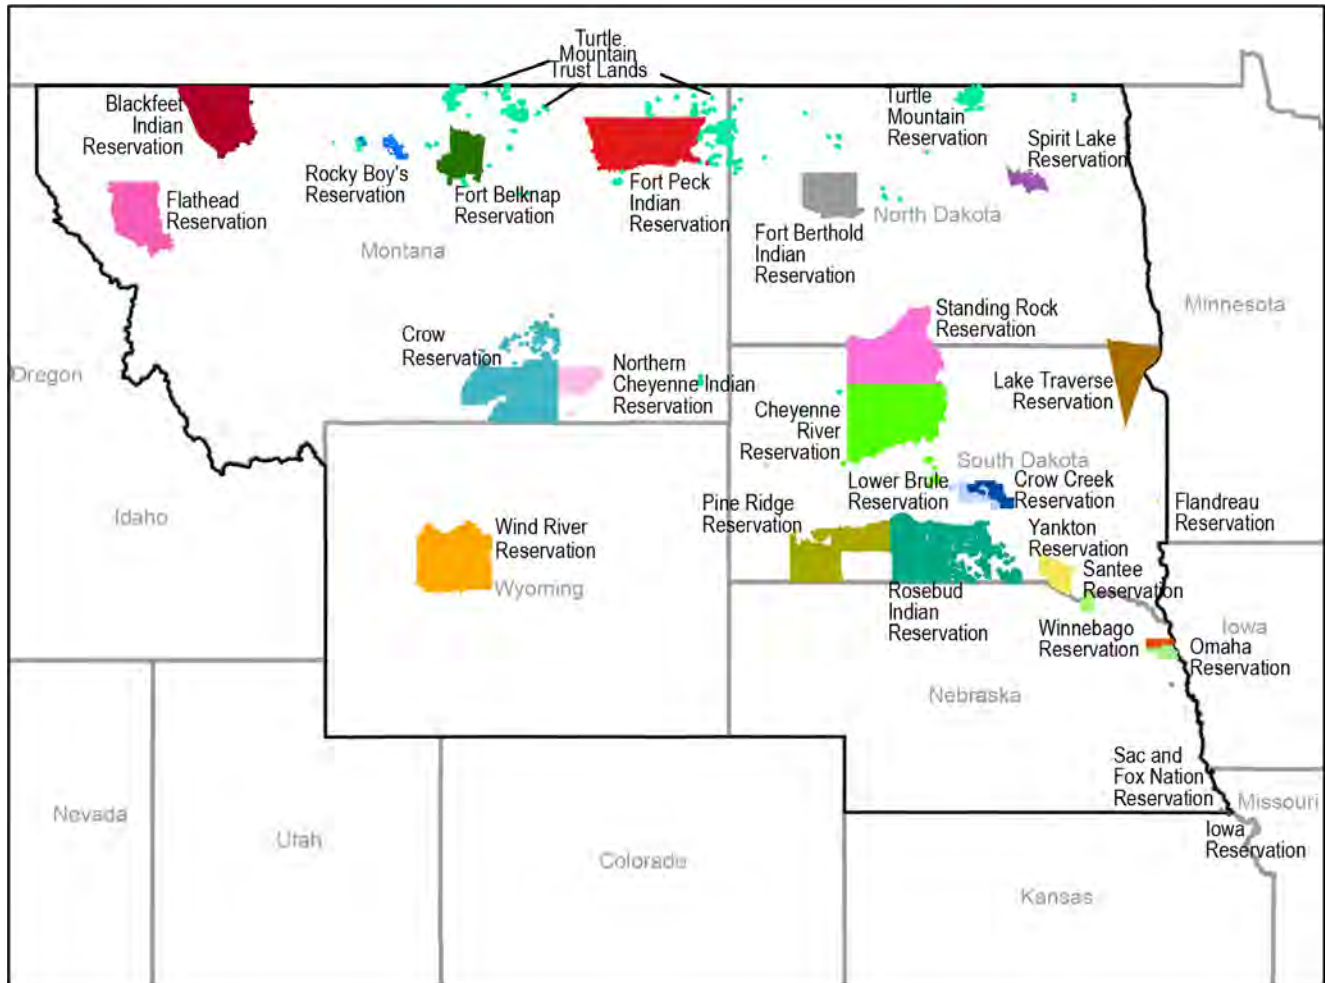 Turtle
Mountain
Trust Lands
Blackfeet
Indian
Reservation
Turtle
Mountain
Reservation
Spirit Lake
Reservation
Rocky Boy's
Reservation
Fort Belknap
Reservation
Fort Peck
Indian
Reservation
Flathead
Reservation
North Dakota
Fort Berthold
Indian
Reservation
Montana
Minnesota
Standing Rock
Reservation
Crow
Reservation
Northern
Cheyenne Indian
Reservation
Oregon
Lake Traverse
Reservation
Cheyenne
River
Reservation
South Dakota
Lower Brule
Reservation
Crow Creek
Reservation
Pine Ridge
Reservation
Flandreau
Reservation
Idaho
Wind River
Reservation
Wyoming
Yankton
Reservation
Santee
Reservation
Rosebud
Indian
Reservation
Winnebago
Reservation
Iowa
Omaha
Reservation
Nebraska
Sac and
Fox Nation
Reservation
Missouri
Iowa
Reservation
Nevada
Utah
Colorado
Kansas